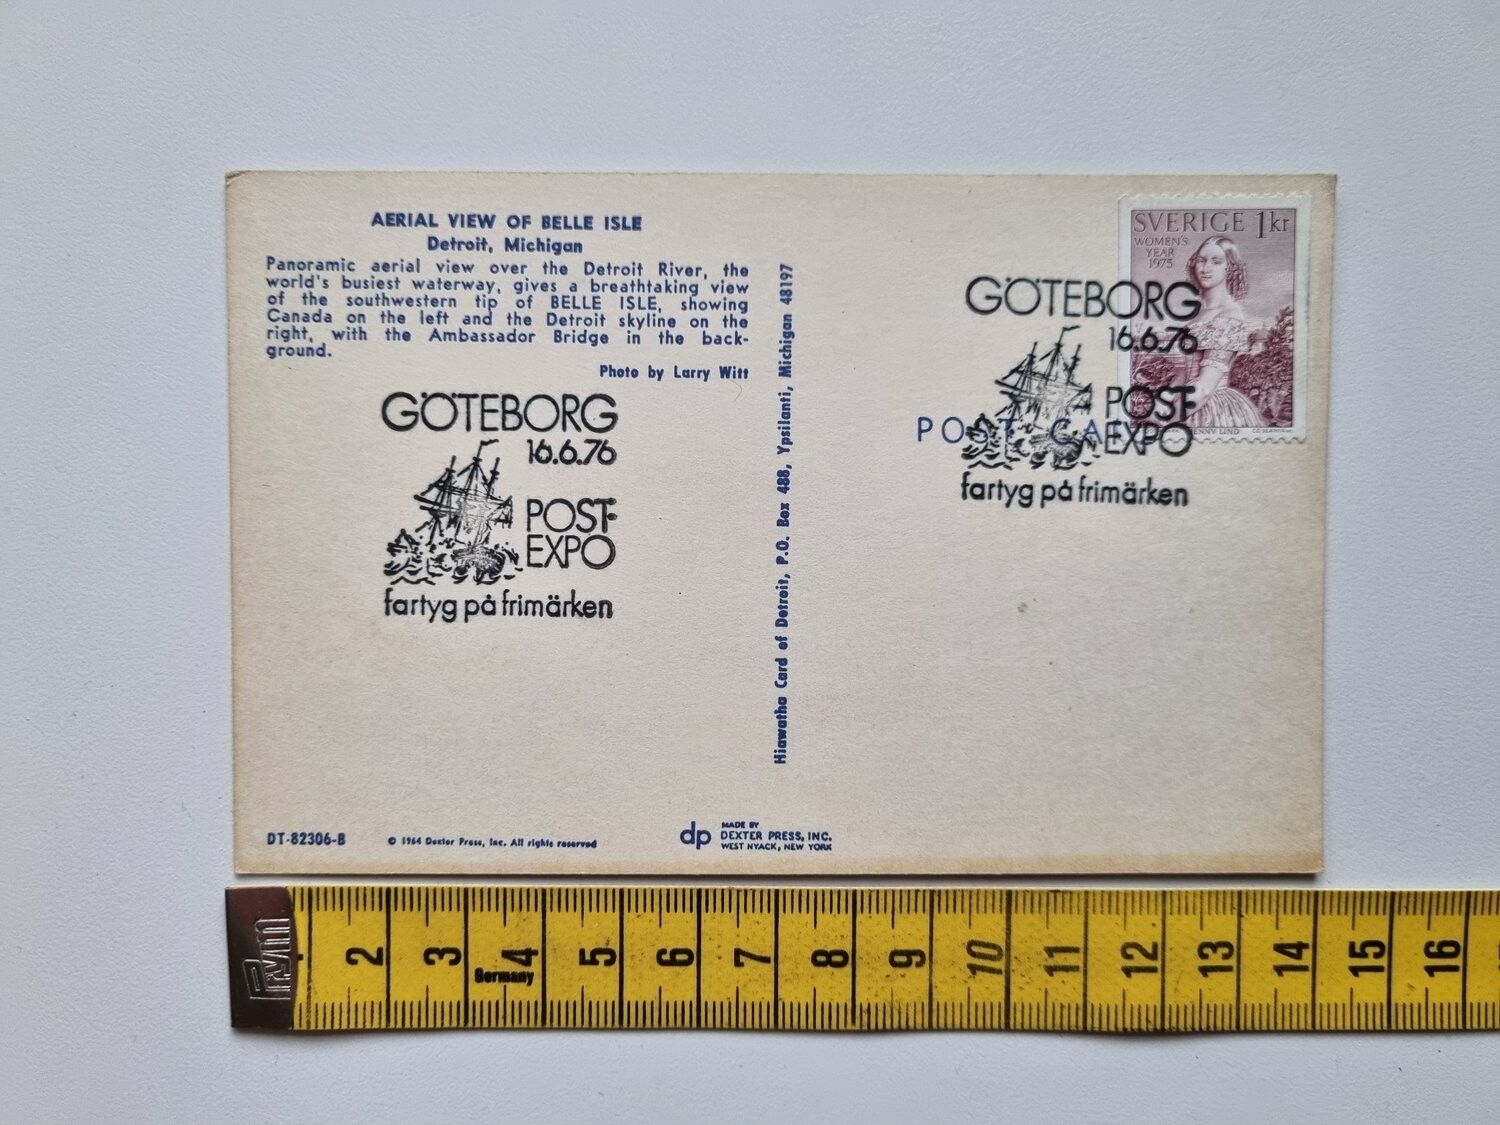 AERIAL VIEW OF BELLE ISLE
Detroit, Michigan
Panoramic aerial view over the Detroit River, the
world's busiest waterway, gives a breathtaking view
of the southwestern tip of BELLE ISLE, showing
Canada on the left and the Detroit skyline on the
right, with the Ambassador Bridge in the back-
ground.
Photo by Larry Witt
GÖTEBORG
16.6.76
POST-
EXPO
fartyg på frimärken
DT-82306-B
© 1964 Dexter Press, Inc. All rights reserved
dp
MADE BY
DEXTER PRESS, INC.
WEST NYACK, NEW YORK
Hiawatha Card of Detroit, P.O. Box 488, Ypsilanti, Michigan 48197
SVERIGE 1kr
WOMEN'S
YEAR
1975
JENNY LIND
GÖTEBORG
16.6.76
POST-
EXPO
fartyg på frimärken
POST CARD
Prym
2 3 4 5 6 7 8 9 10 11 12 13 14 15 16
Germany